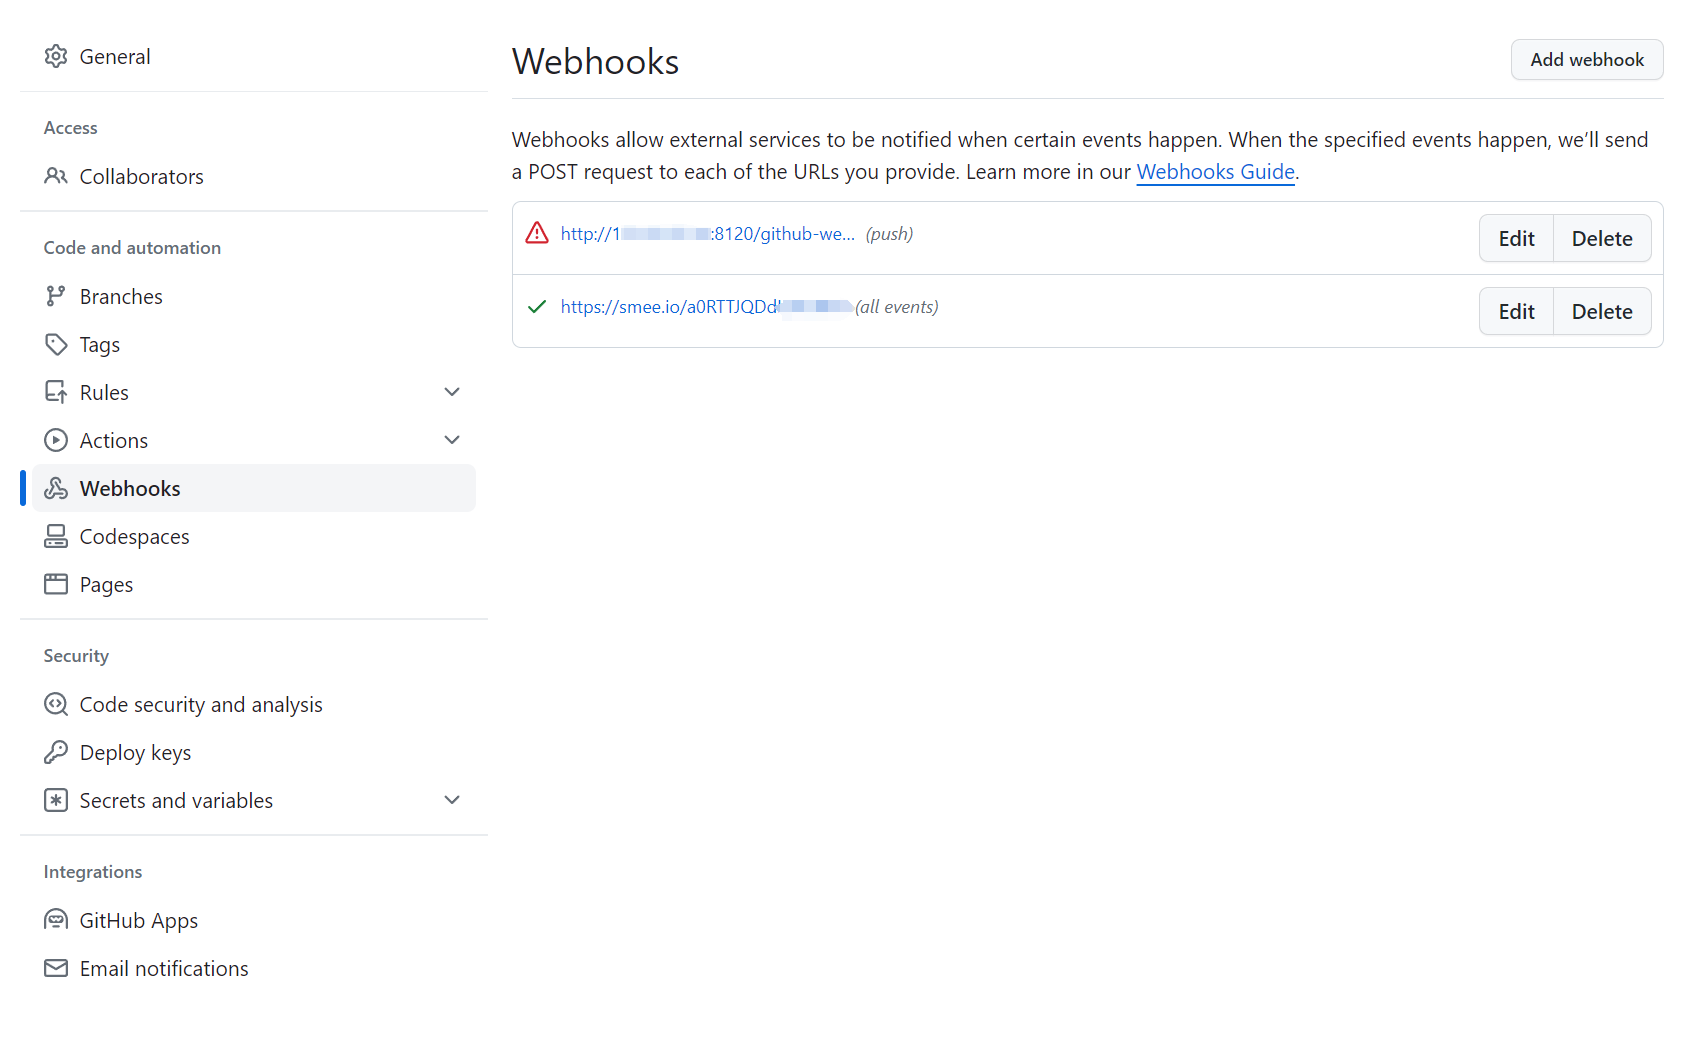 General
Access
Collaborators
Code and automation
Branches
Tags
Rules
Actions
Webhooks
Codespaces
Pages
Security
Code security and analysis
Deploy keys
Secrets and variables
Integrations
GitHub Apps
Email notifications
Webhooks
Add webhook
Webhooks allow external services to be notified when certain events happen. When the specified events happen, we’ll send
a POST request to each of the URLs you provide. Learn more in our Webhooks Guide.
http://1 :8120/github-we... (push)
Edit Delete
https://smee.io/a0RTTJQDd (all events)
Edit Delete